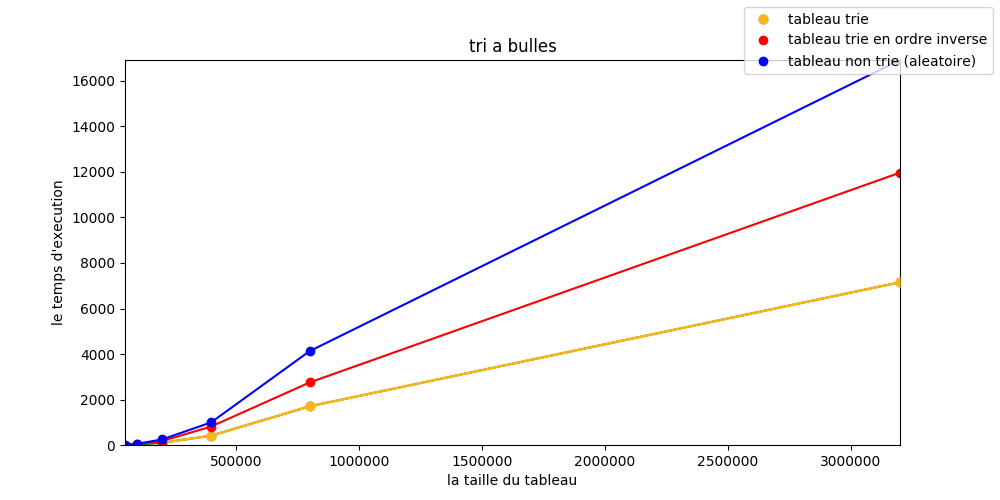 tri a bulles
tableau trie
tableau trie en ordre inverse
tableau non trie (aleatoire)
le temps d'execution
16000
14000
12000
10000
8000
6000
4000
2000
0
500000
1000000
1500000
2000000
2500000
3000000
la taille du tableau